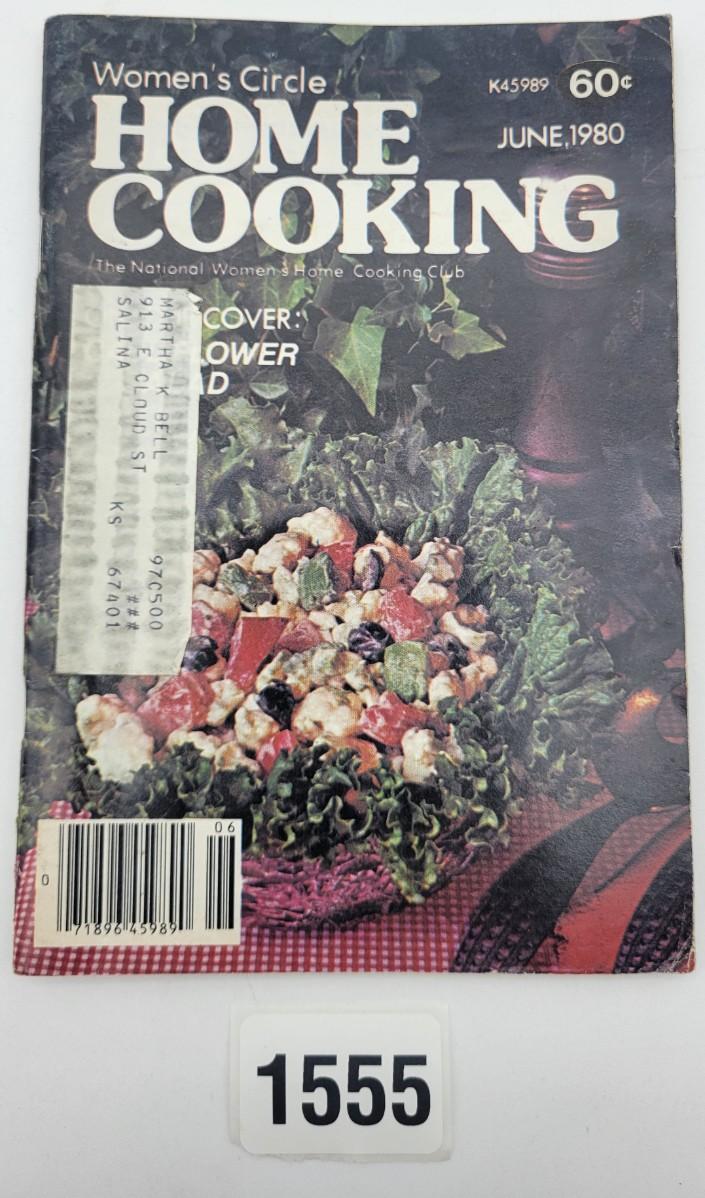 Women's Circle
K45989 60¢
HOME
JUNE, 1980
COOKING
The National Women's Home Cooking Club
COVER:
LOWER
AD
MARTHA K BELL 97C500
913 E CLOUD ST ###
SALINA KS 67401
06
0
71896 45989
1555